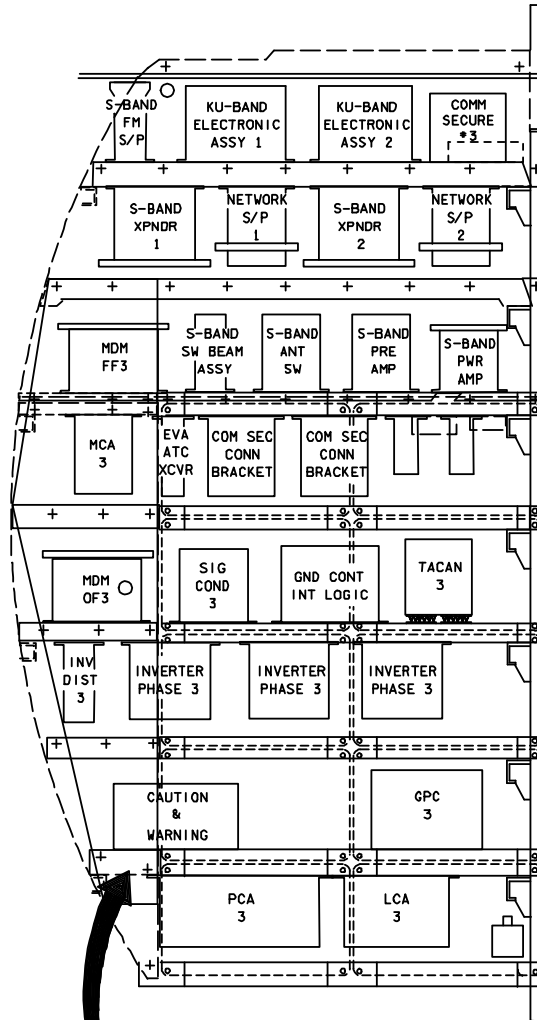 S-BAND
FM
S/P
KU-BAND
ELECTRONIC
ASSY 1
KU-BAND
ELECTRONIC
ASSY 2
COMM
SECURE
*3
S-BAND
XPNDR
1
NETWORK
S/P
1
S-BAND
XPNDR
2
NETWORK
S/P
2
MDM
FF3
S-BAND
SW BEAM
ASSY
S-BAND
ANT
SW
S-BAND
PRE
AMP
S-BAND
PWR
AMP
MCA
3
EVA
ATC
XCVR
COM SEC
CONN
BRACKET
COM SEC
CONN
BRACKET
MDM
OF3
SIG
COND
3
GND CONT
INT LOGIC
TACAN
3
INV
DIST
3
INVERTER
PHASE 3
INVERTER
PHASE 3
INVERTER
PHASE 3
CAUTION
&
WARNING
GPC
3
PCA
3
LCA
3